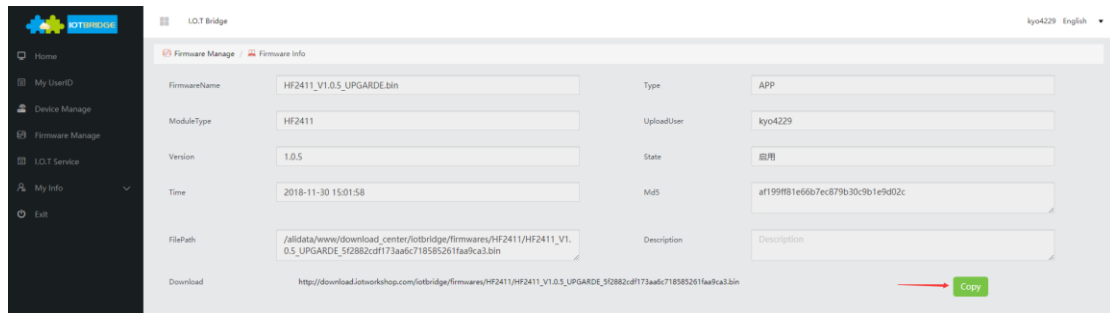 IOTBRIDGE
I.O.T Bridge
kyo4229 English
Home
My UserID
Device Manage
Firmware Manage
I.O.T Service
My Info
Exit
Firmware Manage / Firmware Info
FirmwareName HF2411_V1.0.5_UPGARDE.bin Type APP
ModuleType HF2411 UploadUser kyo4229
Version 1.0.5 State 启用
Time 2018-11-30 15:01:58 Md5 af199ff81e66b7ec879b30c9b1e9d02c
FilePath /alidata/www/download_center/iotbridge/firmwares/HF2411/HF2411_V1.
0.5_UPGARDE_5f2882cdf173aa6c718585261faa9ca3.bin
Description Description
Download http://download.iotworkshop.com/iotbridge/firmwares/HF2411/HF2411_V1.0.5_UPGARDE_5f2882cdf173aa6c718585261faa9ca3.bin Copy